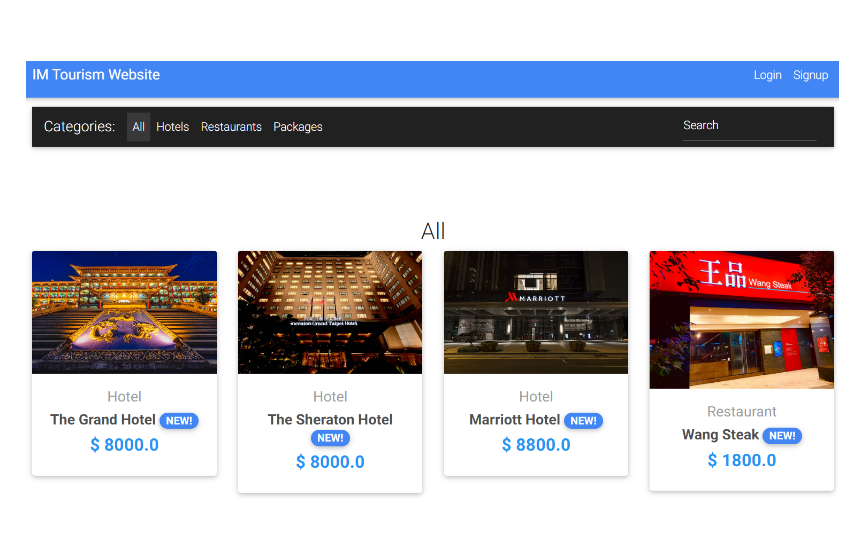 IM Tourism Website
Login Signup
Categories: All Hotels Restaurants Packages
Search
All
Sheraton Grand Taipei Hotel
MARRIOTT
王品 Wang Steak
Hotel
The Grand Hotel NEW!
$ 8000.0
Hotel
The Sheraton Hotel
NEW!
$ 8000.0
Hotel
Marriott Hotel NEW!
$ 8800.0
Restaurant
Wang Steak NEW!
$ 1800.0